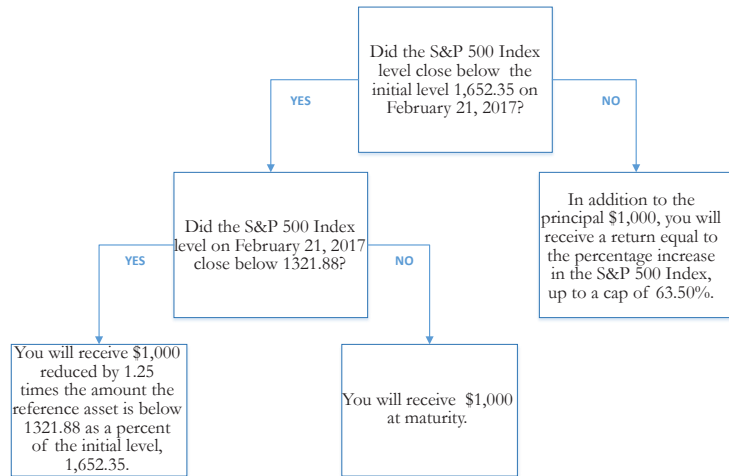 Did the S&P 500 Index
level close below the
initial level 1,652.35 on
February 21, 2017?
YES
NO
Did the S&P 500 Index
level on February 21, 2017
close below 1321.88?
In addition to the
principal $1,000, you will
receive a return equal to
the percentage increase
in the S&P 500 Index,
up to a cap of 63.50%.
YES
NO
You will receive $1,000
reduced by 1.25
times the amount the
reference asset is below
1321.88 as a percent
of the initial level,
1,652.35.
You will receive $1,000
at maturity.